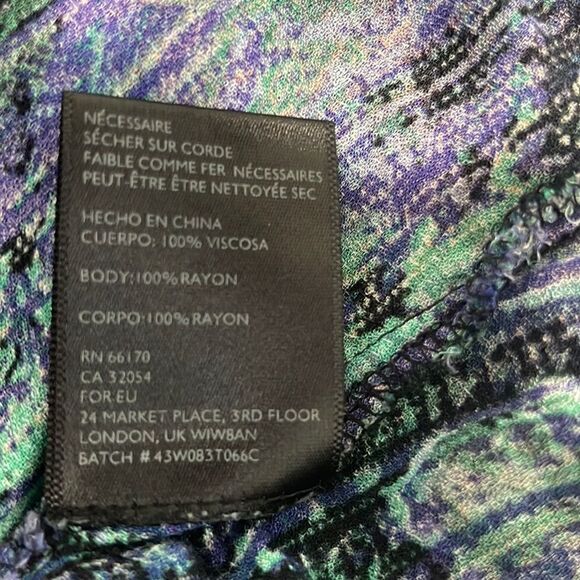 NÉCESSAIRE
SÉCHER SUR CORDE
FAIBLE COMME FER NÉCESSAIRES
PEUT-ÊTRE ÊTRE NETTOYÉE SEC
HECHO EN CHINA
CUERPO: 100% VISCOSA
BODY:100% RAYON
CORPO:100% RAYON
RN 66170
CA 32054
FOR EU
24 MARKET PLACE, 3RD FLOOR
LONDON, UK WIW8AN
BATCH # 43W083T066C